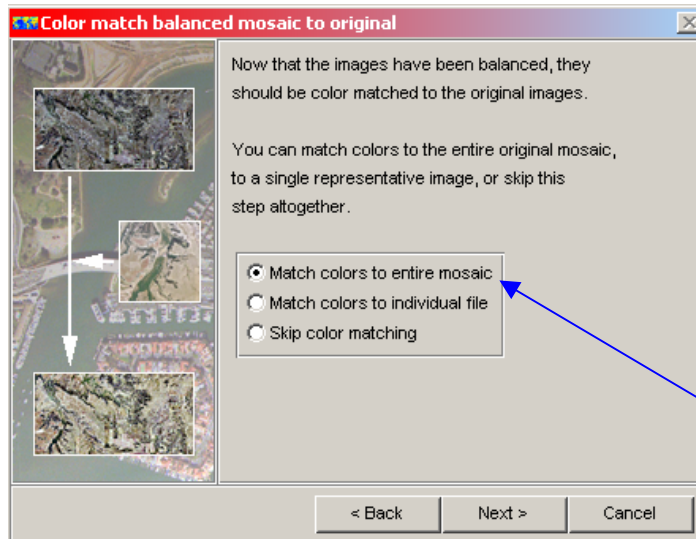 Color match balanced mosaic to original
Now that the images have been balanced, they
should be color matched to the original images.
You can match colors to the entire original mosaic,
to a single representative image, or skip this
step altogether.
Match colors to entire mosaic
Match colors to individual file
Skip color matching
< Back
Next >
Cancel